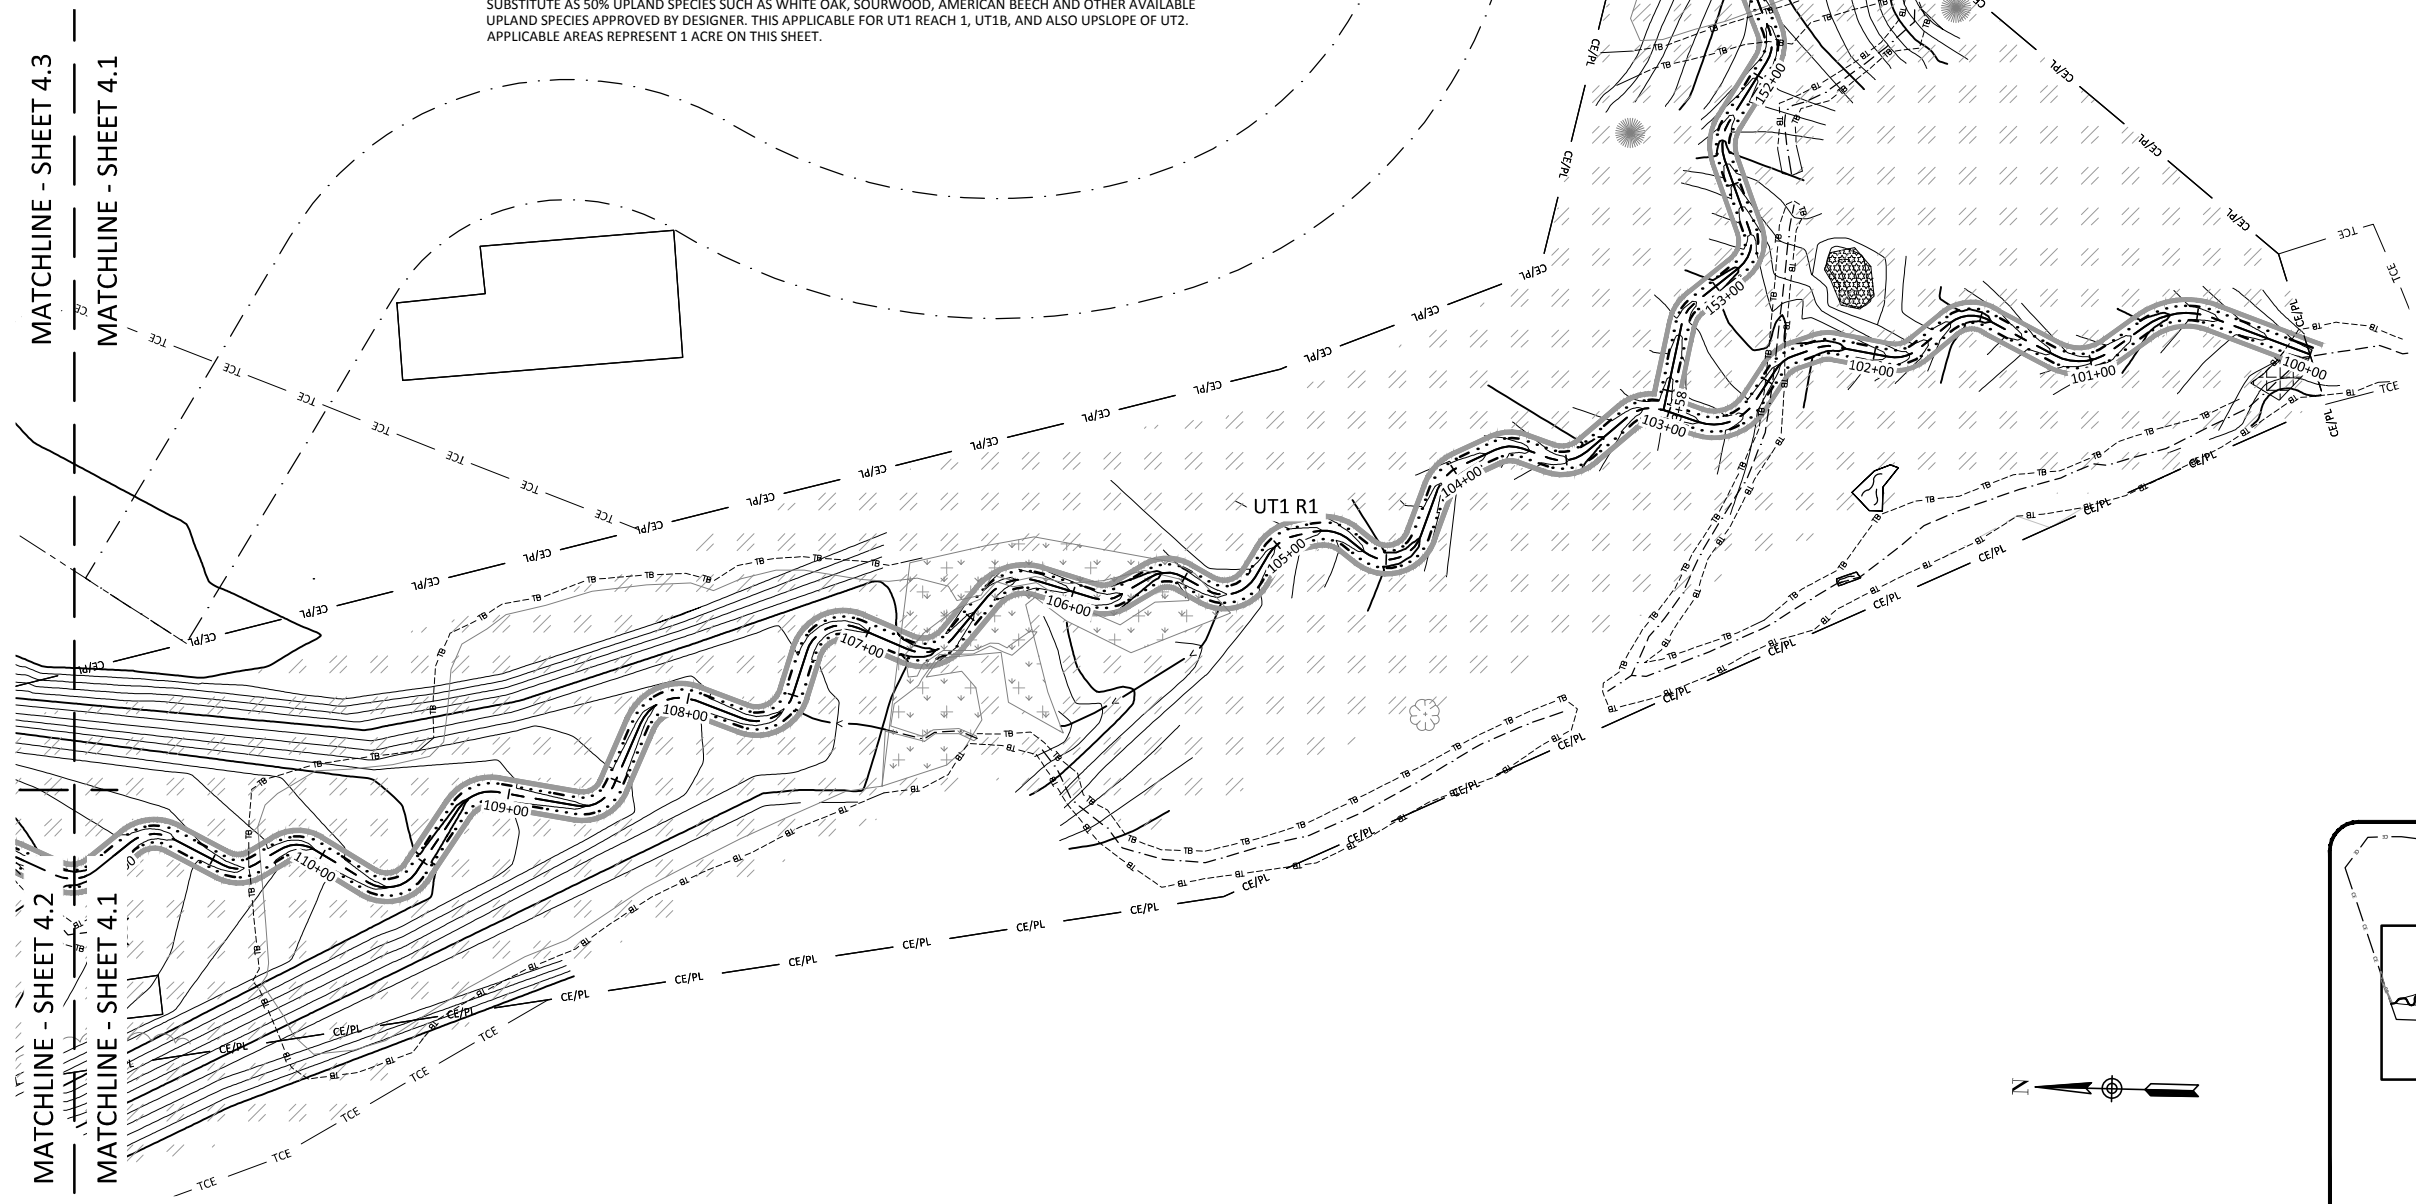 SUBSTITUTE AS 50% UPLAND SPECIES SUCH AS WHITE OAK, SOURWOOD, AMERICAN BEECH AND OTHER AVAILABLE
UPLAND SPECIES APPROVED BY DESIGNER. THIS APPLICABLE FOR UT1 REACH 1, UT1B, AND ALSO UPSLOPE OF UT2.
APPLICABLE AREAS REPRESENT 1 ACRE ON THIS SHEET.
MATCHLINE - SHEET 4.3
MATCHLINE - SHEET 4.1
152+00
153+00
100+00
101+00
102+00
103+00
104+00
UT1 R1
105+00
106+00
107+00
108+00
109+00
110+00
MATCHLINE - SHEET 4.2
MATCHLINE - SHEET 4.1
CE/PL
TCE
TB
N